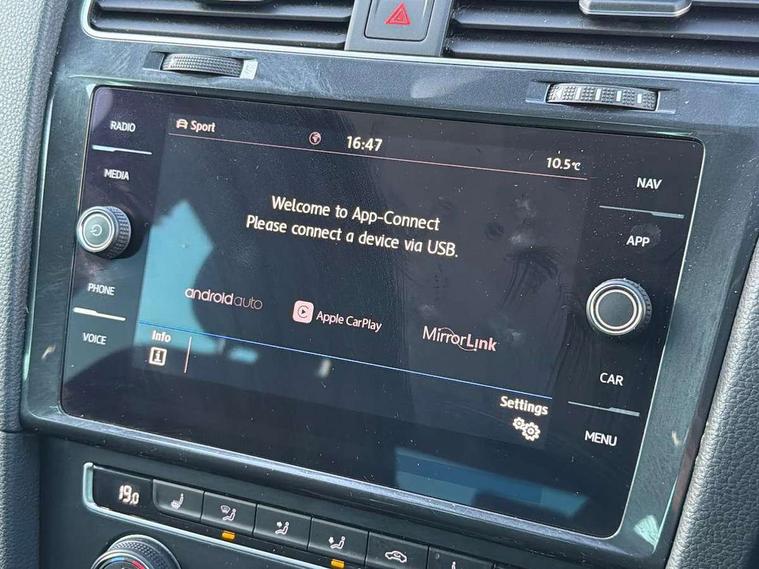 RADIO
MEDIA
PHONE
VOICE
Sport
16:47
10.5°C
Welcome to App-Connect
Please connect a device via USB.
androidauto
Apple CarPlay
MirrorLink
Info
i
Settings
NAV
APP
CAR
MENU
19.0